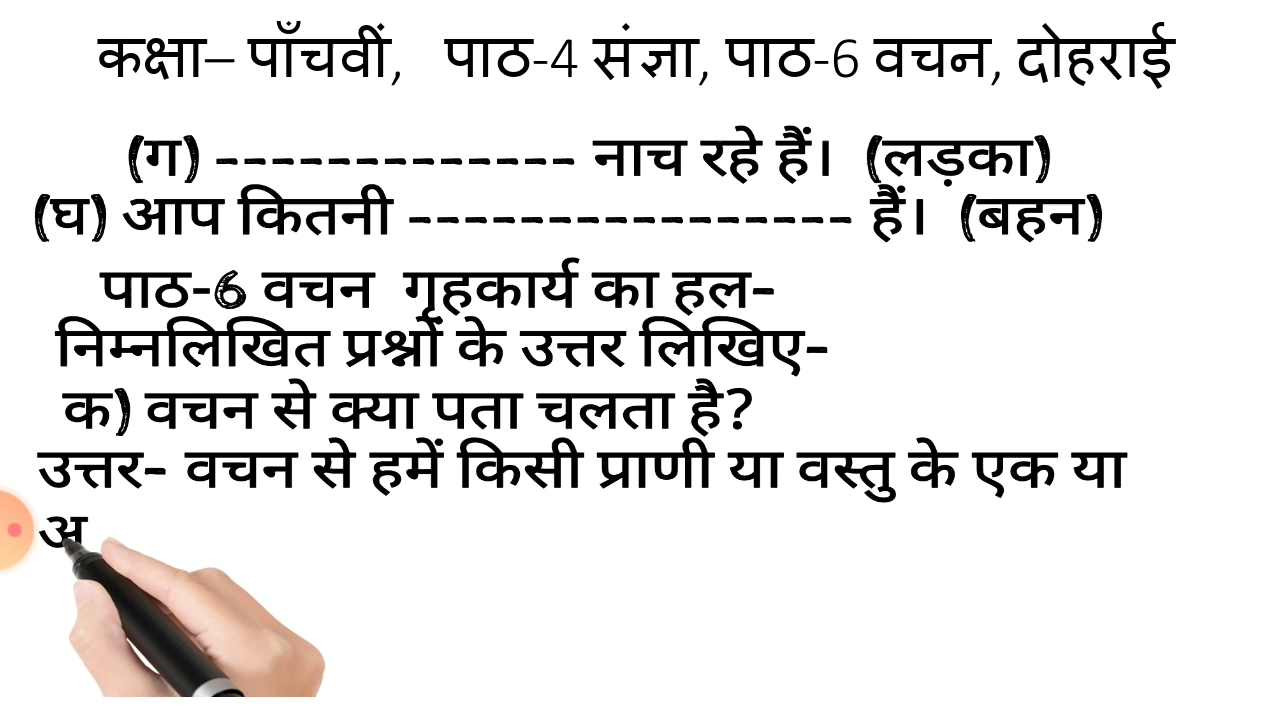 कक्षा– पाँचवीं, पाठ-4 संज्ञा, पाठ-6 वचन, दोहराई
(ग) ------------- नाच रहे हैं। (लड़का)
(घ) आप कितनी ---------------- हैं। (बहन)
पाठ-6 वचन गृहकार्य का हल-
निम्नलिखित प्रश्नों के उत्तर लिखिए-
क) वचन से क्या पता चलता है?
उत्तर- वचन से हमें किसी प्राणी या वस्तु के एक या
अ